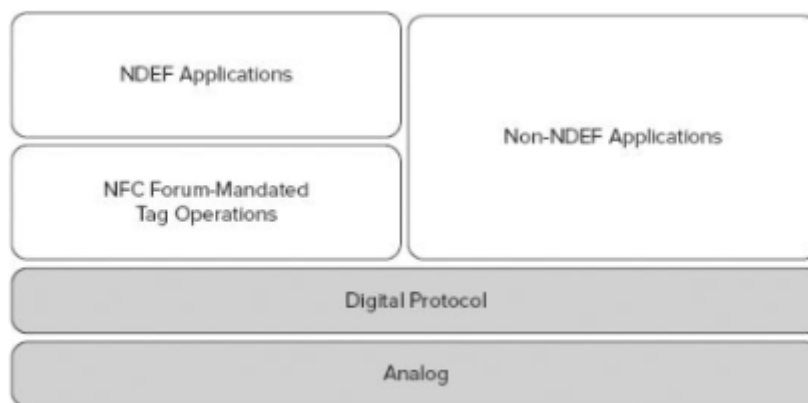 NDEF Applications
Non-NDEF Applications
NFC Forum-Mandated
Tag Operations
Digital Protocol
Analog